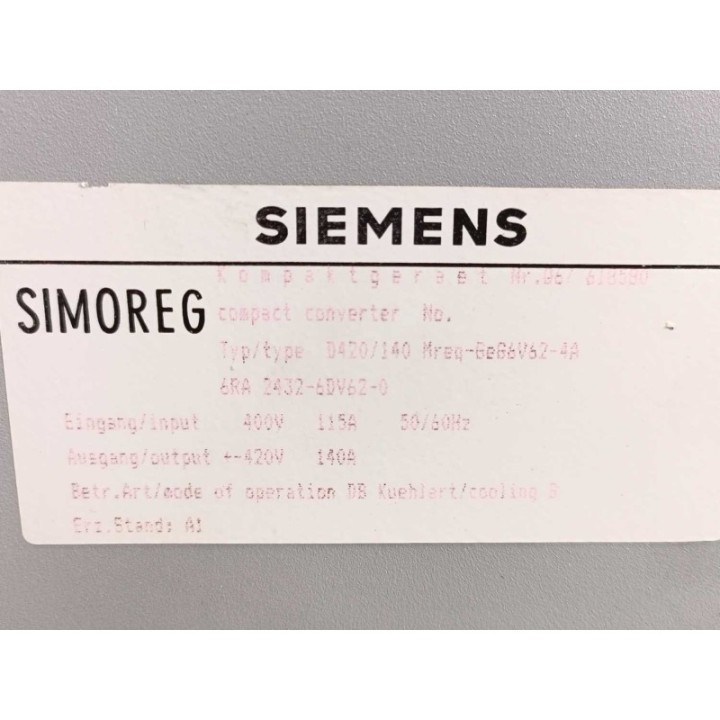 SIEMENS
Kompaktgeraet Nr.06/ 618580
SIMOREG compact converter No.
Typ/type D420/140 Mreq-GeG6V62-4A
6RA 2432-6DV62-0
Eingang/input 400V 115A 50/60Hz
Ausgang/output +-420V 140A
Betr.Art/mode of operation DB Kuehlart/cooling S
Erz.Stand: A1